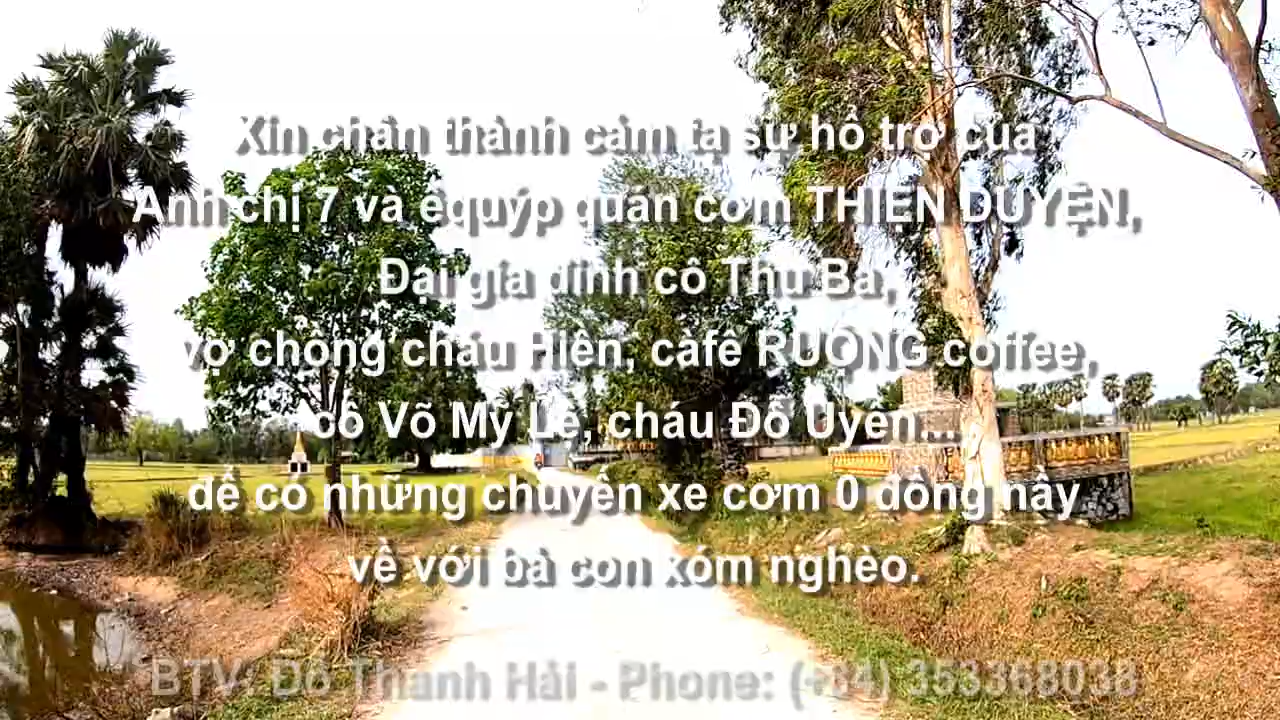 Xin chân thành cảm tạ sự hỗ trợ của
Anh chị 7 và êquýp quán cơm THIỆN DUYÊN,
Đại gia đình cô Thu Ba,
vợ chồng cháu Hiền, café RUỘNG coffee,
cô Võ Mỹ Lệ, cháu Đỗ Uyên...
để có những chuyến xe cơm 0 đồng nầy
về với bà con xóm nghèo.
BTV: Đỗ Thanh Hải - Phone: (+84) 353368038